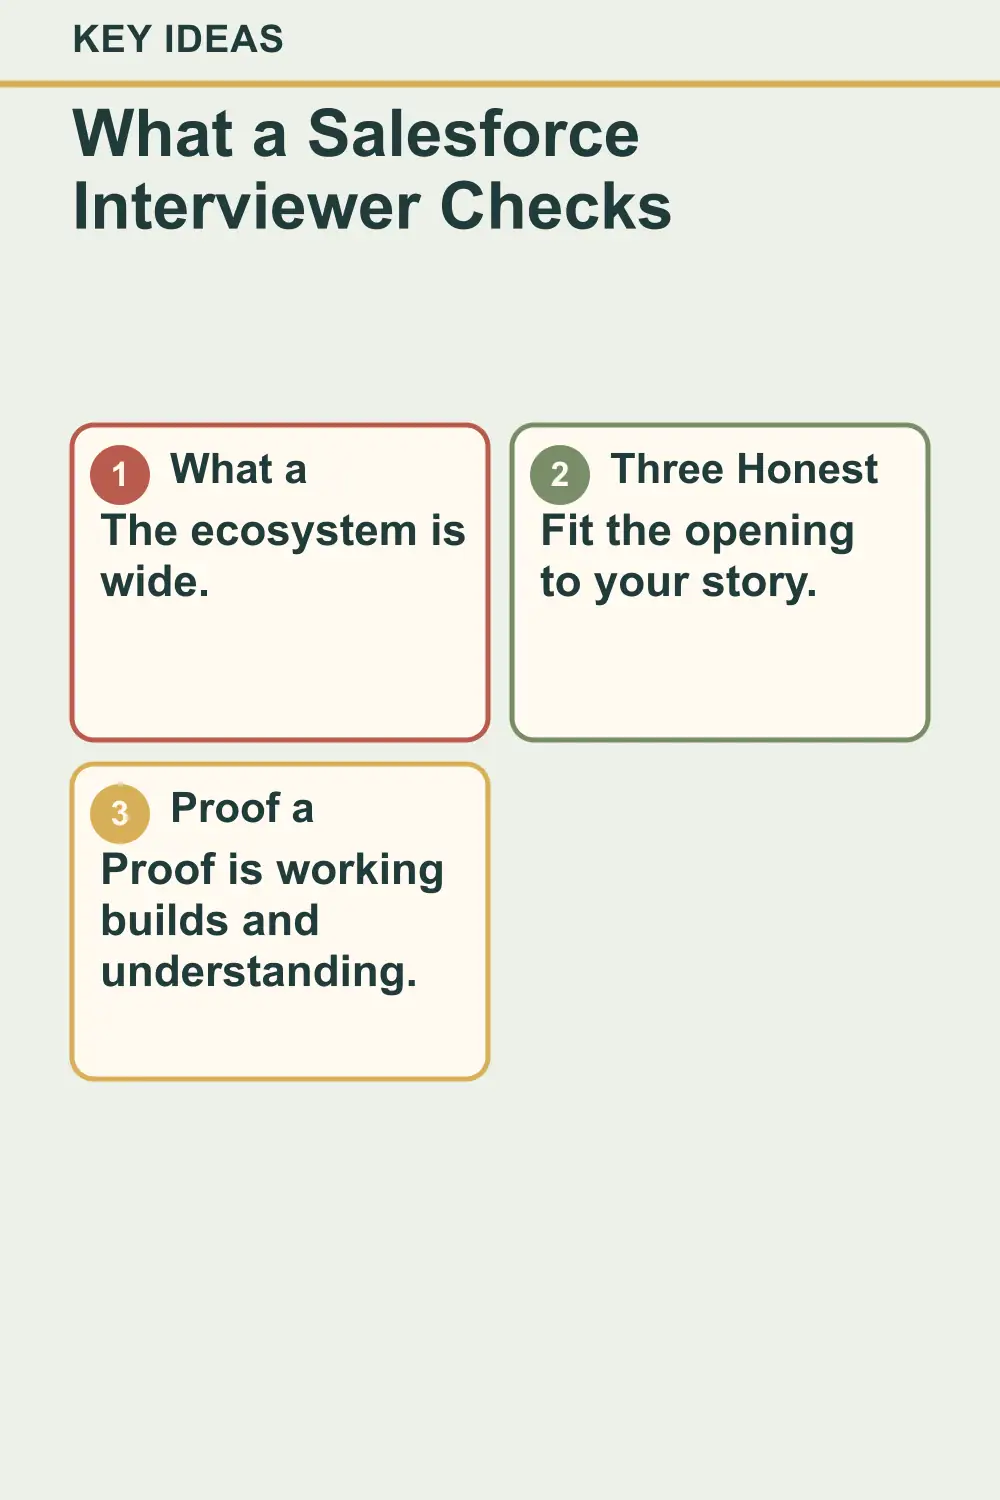 KEY IDEAS
What a Salesforce
Interviewer Checks
1 What a
The ecosystem is
wide.
2 Three Honest
Fit the opening
to your story.
3 Proof a
Proof is working
builds and
understanding.